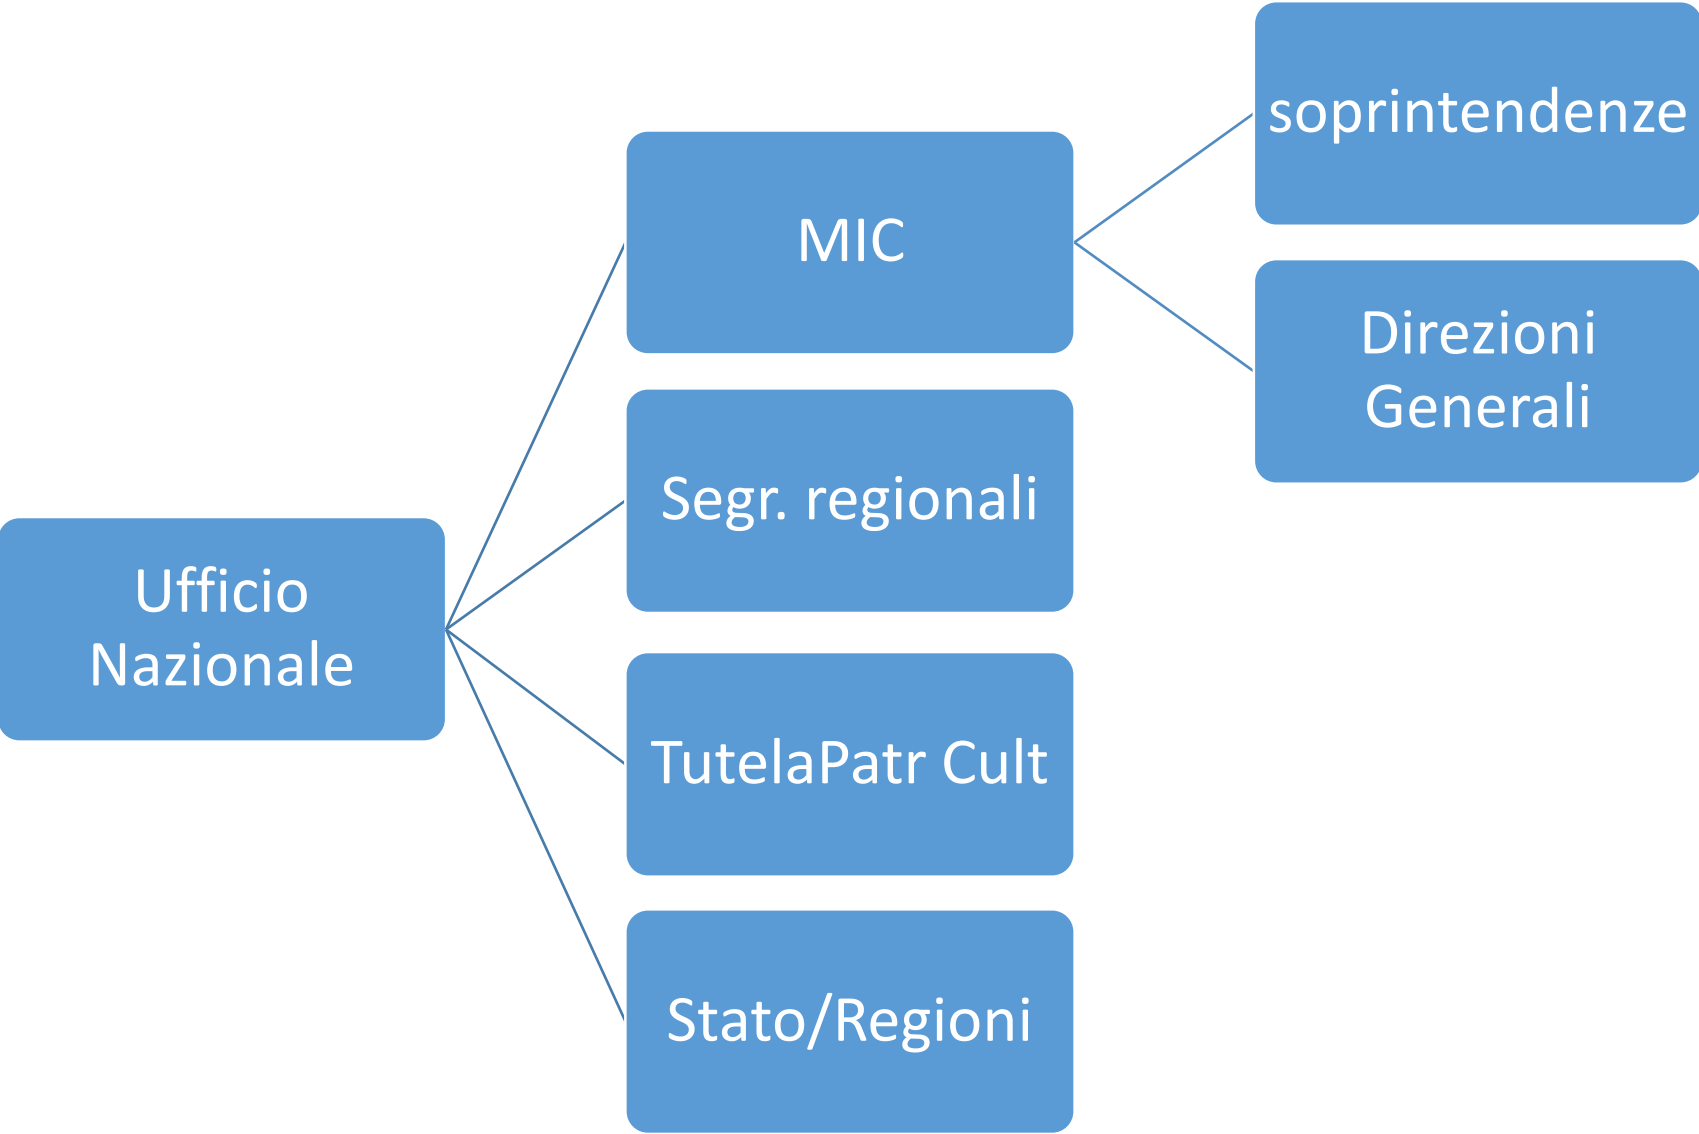 Ufficio
Nazionale
MIC
soprintendenze
Direzioni
Generali
Segr. regionali
TutelaPatr Cult
Stato/Regioni